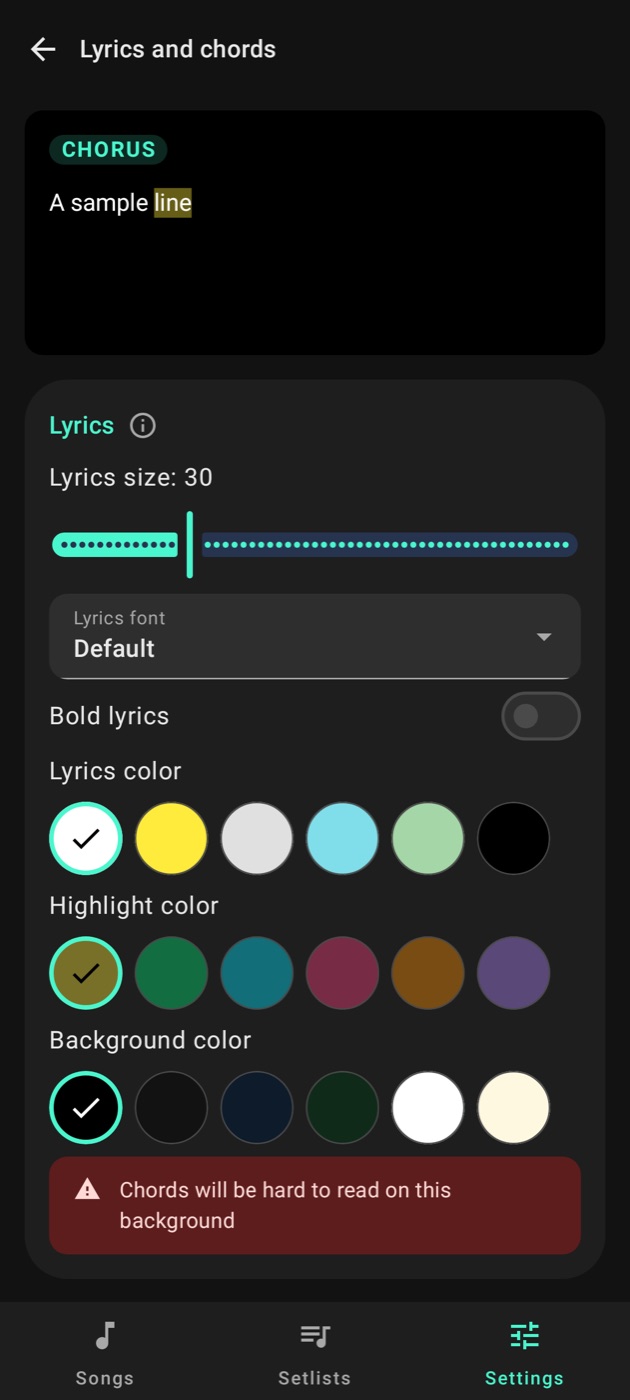 Lyrics and chords
CHORUS
A sample line
Lyrics
Lyrics size: 30
Lyrics font
Default
Bold lyrics
Lyrics color
Highlight color
Background color
Chords will be hard to read on this
background
Songs
Setlists
Settings